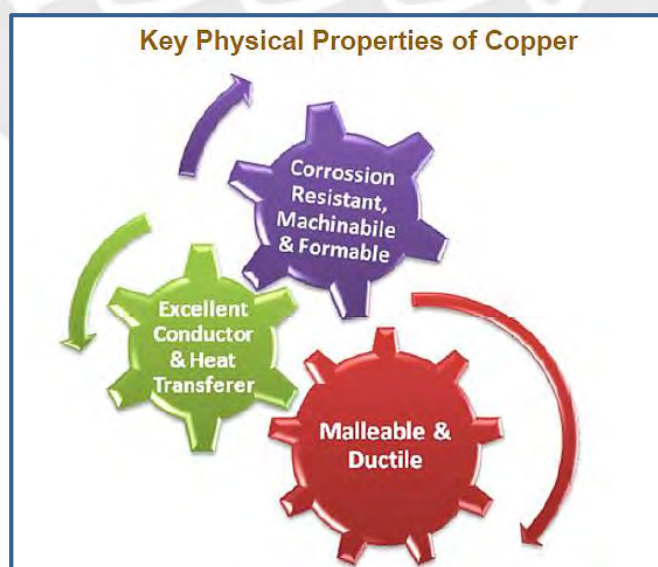 Key Physical Properties of Copper
Corrossion
Resistant,
Machinabile
& Formable
Excellent
Conductor
& Heat
Transferer
Malleable &
Ductile